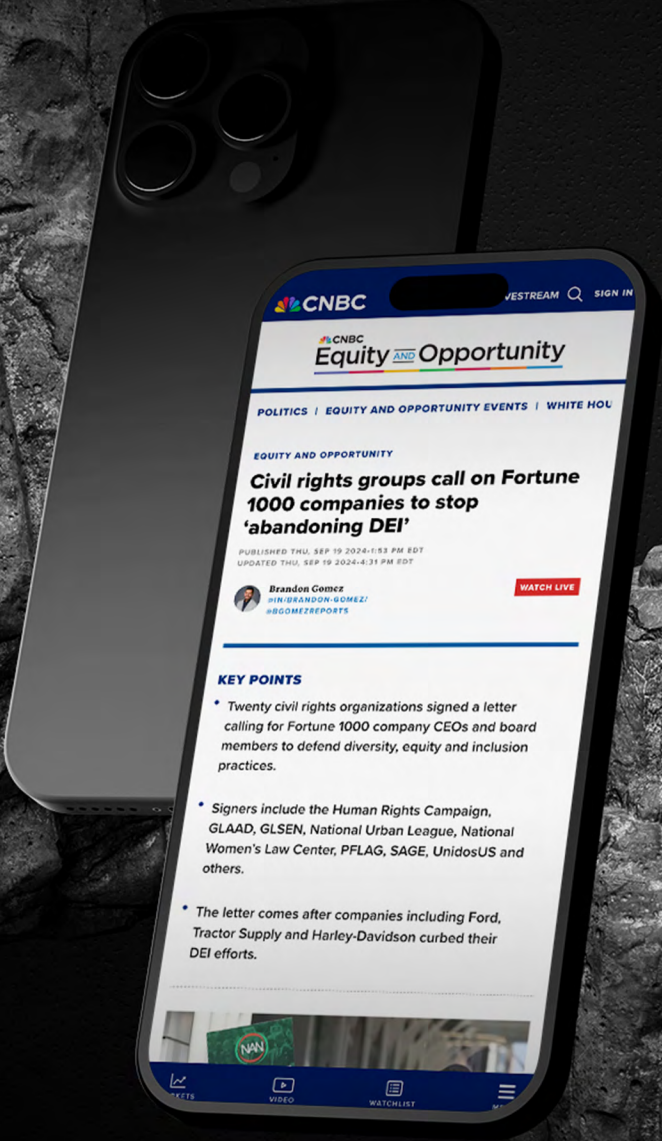 CNBC
VESTREAM SIGN IN
CNBC
Equity AND Opportunity
POLITICS | EQUITY AND OPPORTUNITY EVENTS | WHITE HOU
EQUITY AND OPPORTUNITY
Civil rights groups call on Fortune
1000 companies to stop
‘abandoning DEI’
PUBLISHED THU, SEP 19 2024•1:53 PM EDT
UPDATED THU, SEP 19 2024•4:31 PM EDT
Brandon Gomez
@IN/BRANDON-GOMEZ/
@BGOMEZREPORTS
WATCH LIVE
KEY POINTS
• Twenty civil rights organizations signed a letter
calling for Fortune 1000 company CEOs and board
members to defend diversity, equity and inclusion
practices.
• Signers include the Human Rights Campaign,
GLAAD, GLSEN, National Urban League, National
Women’s Law Center, PFLAG, SAGE, UnidosUS and
others.
• The letter comes after companies including Ford,
Tractor Supply and Harley-Davidson curbed their
DEI efforts.
NAN
KETS VIDEO WATCHLIST